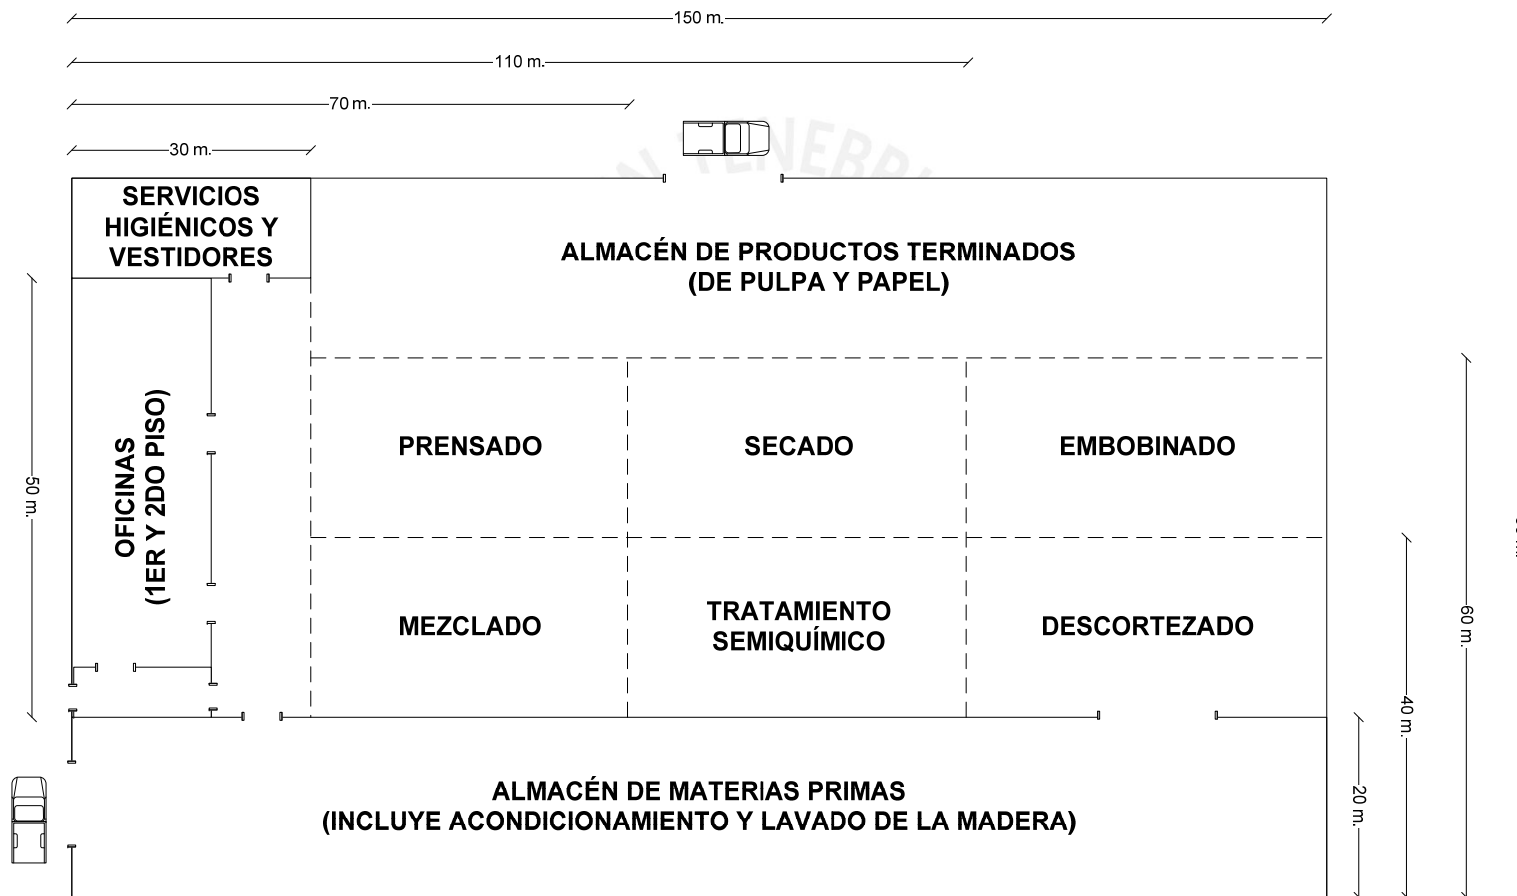 150 m.
110 m.
70 m.
30 m.
SERVICIOS
HIGIÉNICOS Y
VESTIDORES
ALMACÉN DE PRODUCTOS TERMINADOS
(DE PULPA Y PAPEL)
50 m.
OFICINAS
(1ER Y 2DO PISO)
PRENSADO
SECADO
EMBOBINADO
MEZCLADO
TRATAMIENTO
SEMIQUÍMICO
DESCORTEZADO
60 m.
40 m.
20 m.
ALMACÉN DE MATERIAS PRIMAS
(INCLUYE ACONDICIONAMIENTO Y LAVADO DE LA MADERA)